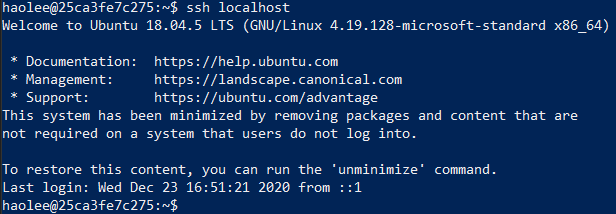 haolee@25ca3fe7c275:~$ ssh localhost
Welcome to Ubuntu 18.04.5 LTS (GNU/Linux 4.19.128-microsoft-standard x86_64)

 * Documentation:  https://help.ubuntu.com
 * Management:     https://landscape.canonical.com
 * Support:        https://ubuntu.com/advantage
This system has been minimized by removing packages and content that are
not required on a system that users do not log into.

To restore this content, you can run the 'unminimize' command.
Last login: Wed Dec 23 16:51:21 2020 from ::1
haolee@25ca3fe7c275:~$